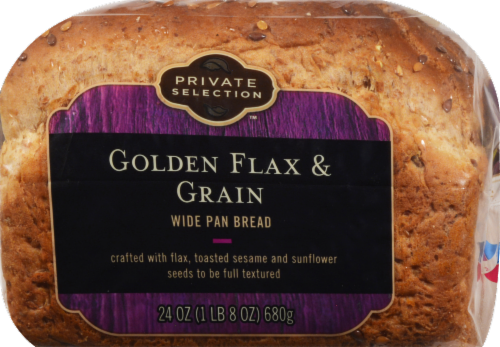 PRIVATE
SELECTION
™
GOLDEN FLAX &
GRAIN
WIDE PAN BREAD
crafted with flax, toasted sesame and sunflower
seeds to be full textured
24 OZ (1 LB 8 OZ) 680g